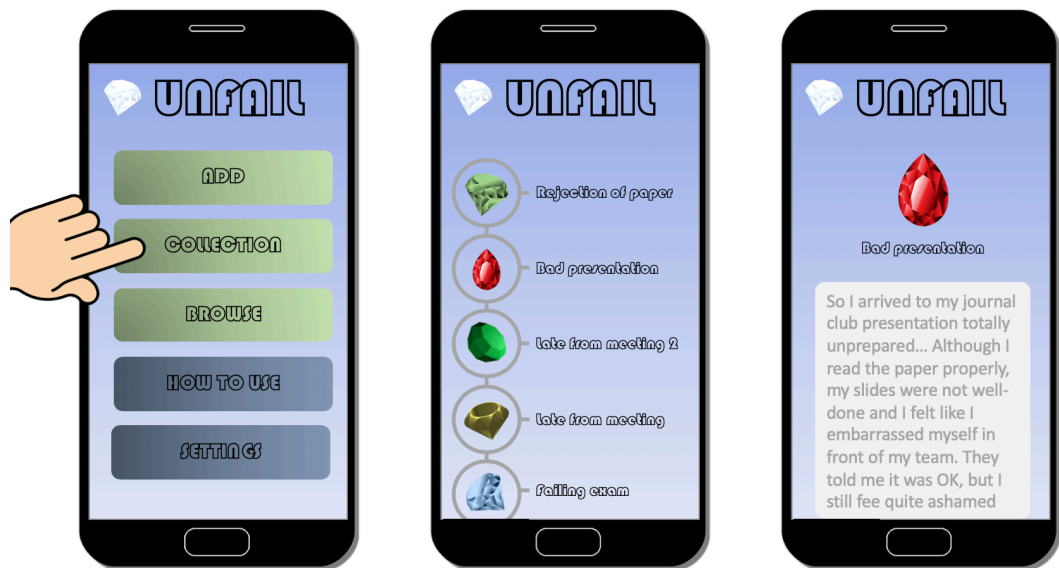 UNFAIL
ADD
COLLECTION
BROWSE
HOW TO USE
SETTINGS
UNFAIL
Rejection of paper
Bad presentation
Late from meeting 2
Late from meeting
Failing exam
UNFAIL
Bad presentation
So I arrived to my journal
club presentation totally
unprepared... Although I
read the paper properly,
my slides were not well-
done and I felt like I
embarrassed myself in
front of my team. They
told me it was OK, but I
still fee quite ashamed